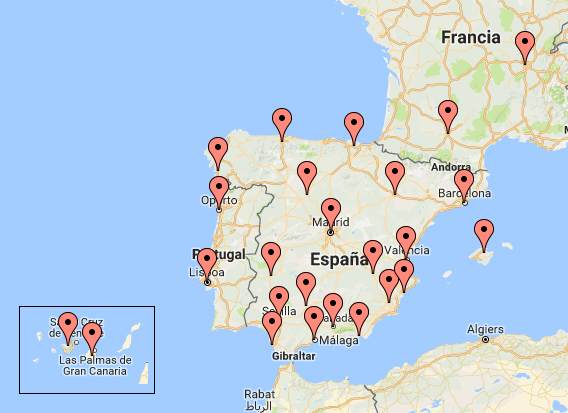 Francia
Andorra
Oporto
Barcelona
Madrid
Portugal
España
Valencia
Lisboa
Sevilla
Málaga
Gibraltar
Algiers
Las Palmas de
Gran Canaria
Rabat
الرباط